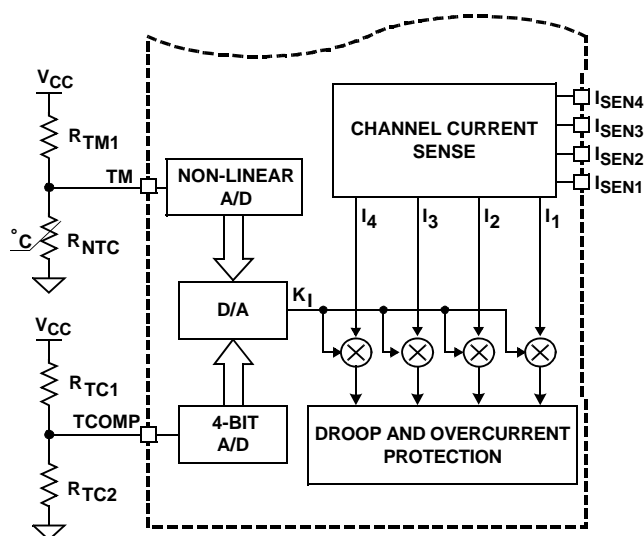 VCC
RTM1
TM
°C
RNTC
NON-LINEAR
A/D
CHANNEL CURRENT
SENSE
ISEN4
ISEN3
ISEN2
ISEN1
I4
I3
I2
I1
D/A
KI
VCC
RTC1
TCOMP
RTC2
4-BIT
A/D
DROOP AND OVERCURRENT
PROTECTION